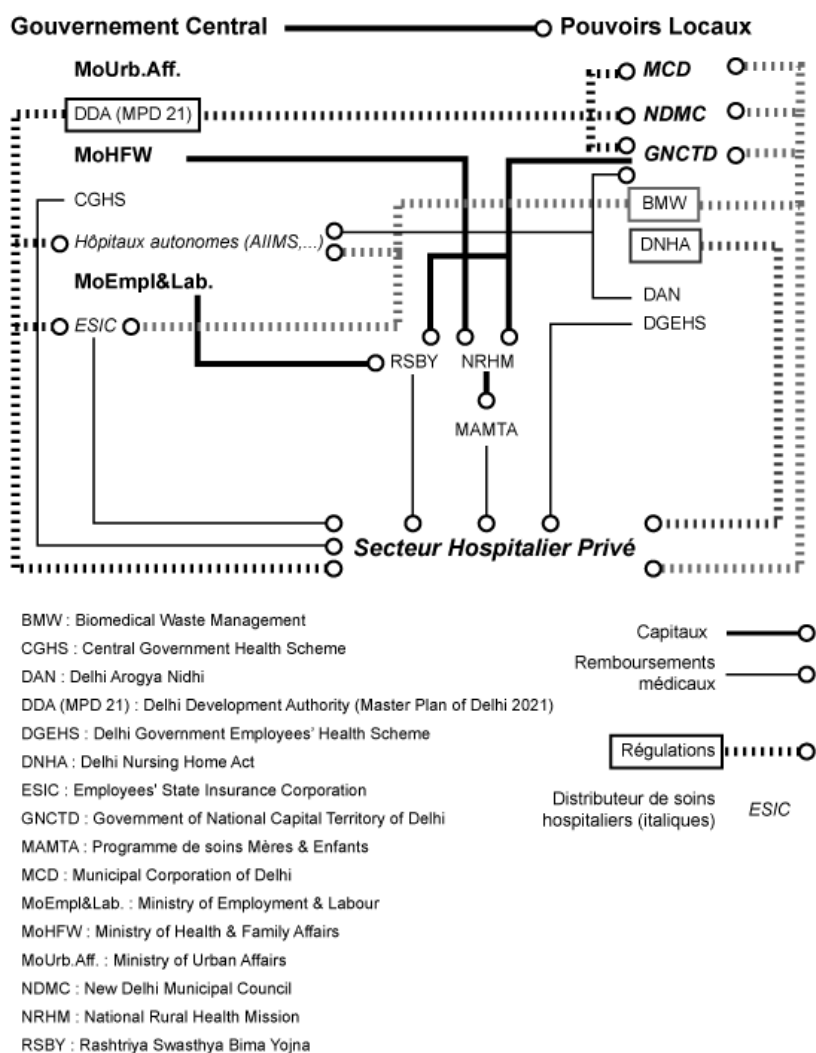 Gouvernement Central
Pouvoirs Locaux
MoUrb.Aff.
MCD
DDA (MPD 21)
NDMC
MoHFW
GNCTD
CGHS
BMW
Hôpitaux autonomes (AIIMS,...)
DNHA
MoEmpl&Lab.
DAN
ESIC
DGEHS
RSBY
NRHM
MAMTA
Secteur Hospitalier Privé
BMW : Biomedical Waste Management
CGHS : Central Government Health Scheme
DAN : Delhi Arogya Nidhi
DDA (MPD 21) : Delhi Development Authority (Master Plan of Delhi 2021)
DGEHS : Delhi Government Employees' Health Scheme
DNHA : Delhi Nursing Home Act
ESIC : Employees' State Insurance Corporation
GNCTD : Government of National Capital Territory of Delhi
MAMTA : Programme de soins Mères & Enfants
MCD : Municipal Corporation of Delhi
MoEmpl&Lab. : Ministry of Employment & Labour
MoHFW : Ministry of Health & Family Affairs
MoUrb.Aff. : Ministry of Urban Affairs
NDMC : New Delhi Municipal Council
NRHM : National Rural Health Mission
RSBY : Rashtriya Swasthya Bima Yojna
Capitaux
Remboursements
médicaux
Régulations
Distributeur de soins
hospitaliers (italiques)
ESIC